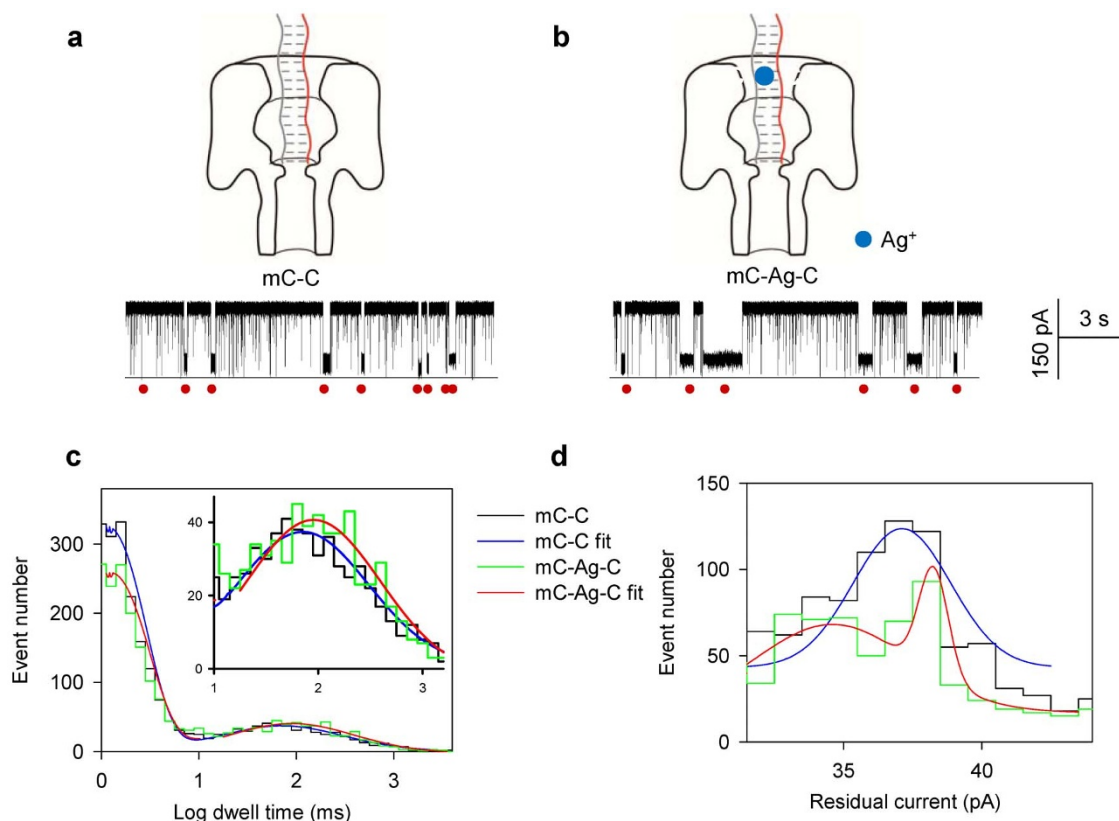 a
b
Ag⁺
mC-C
mC-Ag-C
150 pA
3 s
c
d
Event number
300
200
100
0
0
1
2
3
Log dwell time (ms)
40
20
0
1
2
3
mC-C
mC-C fit
mC-Ag-C
mC-Ag-C fit
Event number
150
100
50
0
35
40
Residual current (pA)